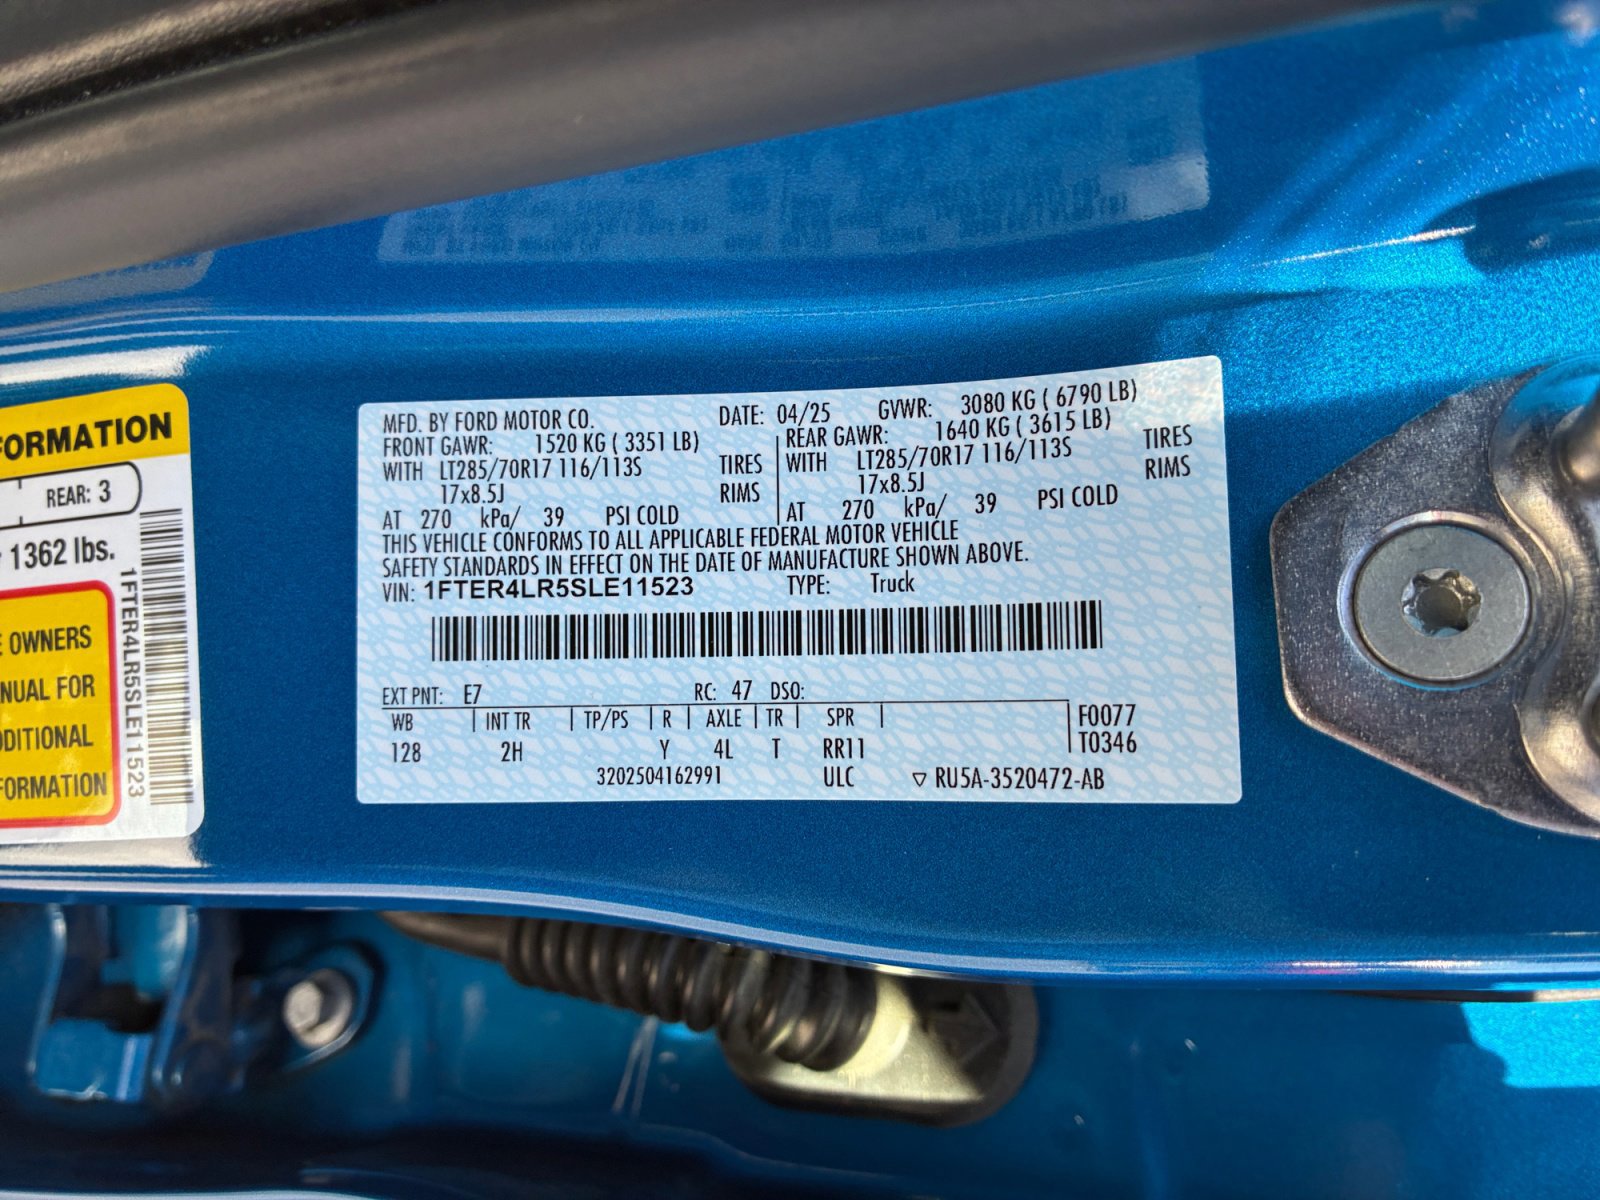 FORMATION
REAR: 3
1362 lbs.
OWNERS
NUAL FOR
DDITIONAL
FORMATION
1FTER4LR5SLE11523
MFD. BY FORD MOTOR CO. DATE: 04/25 GVWR: 3080 KG ( 6790 LB)
FRONT GAWR: 1520 KG ( 3351 LB) REAR GAWR: 1640 KG ( 3615 LB)
WITH LT285/70R17 116/113S TIRES WITH LT285/70R17 116/113S TIRES
17x8.5J RIMS 17x8.5J RIMS
AT 270 kPa/ 39 PSI COLD AT 270 kPa/ 39 PSI COLD
THIS VEHICLE CONFORMS TO ALL APPLICABLE FEDERAL MOTOR VEHICLE
SAFETY STANDARDS IN EFFECT ON THE DATE OF MANUFACTURE SHOWN ABOVE.
VIN: 1FTER4LR5SLE11523 TYPE: Truck
EXT PNT: E7 RC: 47 DSO:
WB INT TR TP/PS R AXLE TR SPR F0077
128 2H Y 4L T RR11 T0346
3202504162991 ULC RU5A-3520472-AB